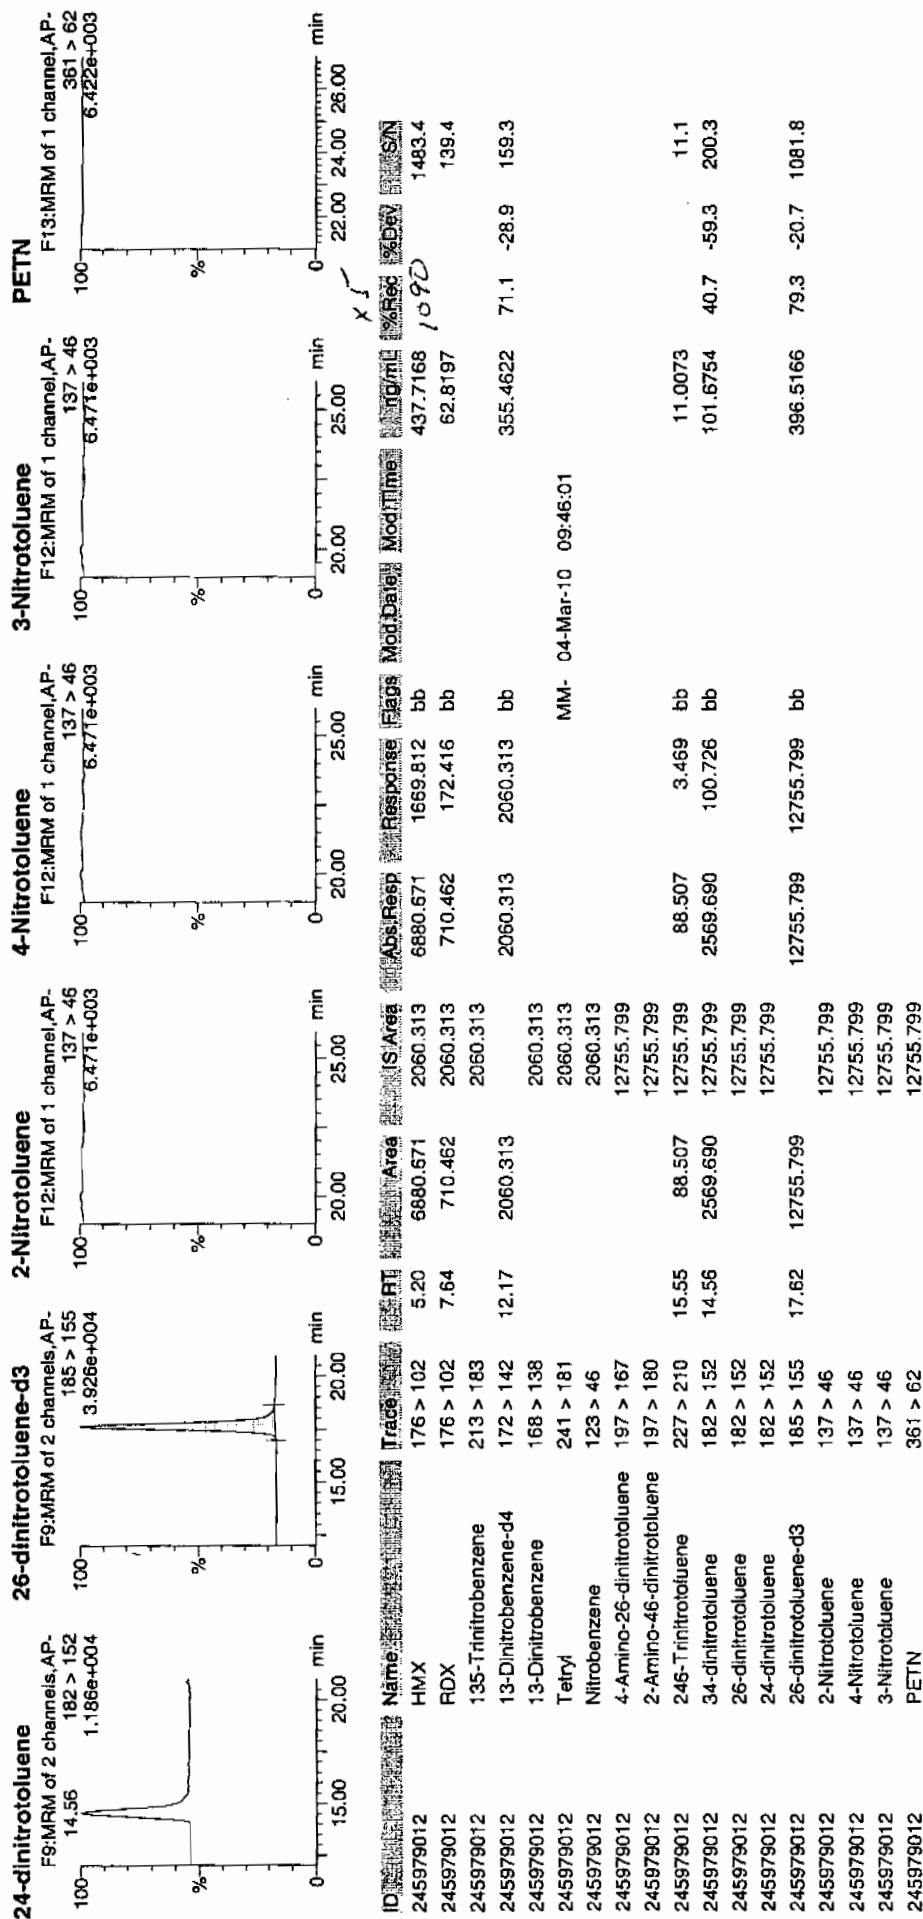 24-dinitrotoluene
F9:MRM of 2 channels,AP-
14.56 182 > 152
1.186e+004
100
%
0
15.00 20.00 min
26-dinitrotoluene-d3
F9:MRM of 2 channels,AP-
185 > 155
3.926e+004
100
%
0
15.00 20.00 min
2-Nitrotoluene
F12:MRM of 1 channel,AP-
137 > 46
6.471e+003
100
%
0
20.00 25.00 min
4-Nitrotoluene
F12:MRM of 1 channel,AP-
137 > 46
6.471e+003
100
%
0
20.00 25.00 min
3-Nitrotoluene
F12:MRM of 1 channel,AP-
137 > 46
6.471e+003
100
%
0
20.00 25.00 min
PETN
F13:MRM of 1 channel,AP-
361 > 62
6.422e+003
100
%
0
22.00 24.00 26.00 min
x 5
1090
ID Name Trace RT Area IS Area Abs.Resp Response Flags Mod.Date Mod.Time ng/mL %Rec %Dev S/N
245979012 HMX 176 > 102 5.20 6880.671 2060.313 6880.671 1669.812 bb 437.7168 1483.4
245979012 RDX 176 > 102 7.64 710.462 2060.313 710.462 172.416 bb 62.8197 139.4
245979012 135-Trinitrobenzene 213 > 183 2060.313
245979012 13-Dinitrobenzene-d4 172 > 142 12.17 2060.313 2060.313 2060.313 bb 355.4622 71.1 -28.9 159.3
245979012 13-Dinitrobenzene 168 > 138 2060.313
245979012 Tetryl 241 > 181 2060.313 MM- 04-Mar-10 09:46:01
245979012 Nitrobenzene 123 > 46 2060.313
245979012 4-Amino-26-dinitrotoluene 197 > 167 12755.799
245979012 2-Amino-46-dinitrotoluene 197 > 180 12755.799
245979012 246-Trinitrotoluene 227 > 210 15.55 88.507 12755.799 88.507 3.469 bb 11.0073 11.1
245979012 34-dinitrotoluene 182 > 152 14.56 2569.690 12755.799 2569.690 100.726 bb 101.6754 40.7 -59.3 200.3
245979012 26-dinitrotoluene 182 > 152 12755.799
245979012 24-dinitrotoluene 182 > 152 12755.799
245979012 26-dinitrotoluene-d3 185 > 155 17.62 12755.799 12755.799 12755.799 bb 396.5166 79.3 -20.7 1081.8
245979012 2-Nitrotoluene 137 > 46 12755.799
245979012 4-Nitrotoluene 137 > 46 12755.799
245979012 3-Nitrotoluene 137 > 46 12755.799
245979012 PETN 361 > 62 12755.799